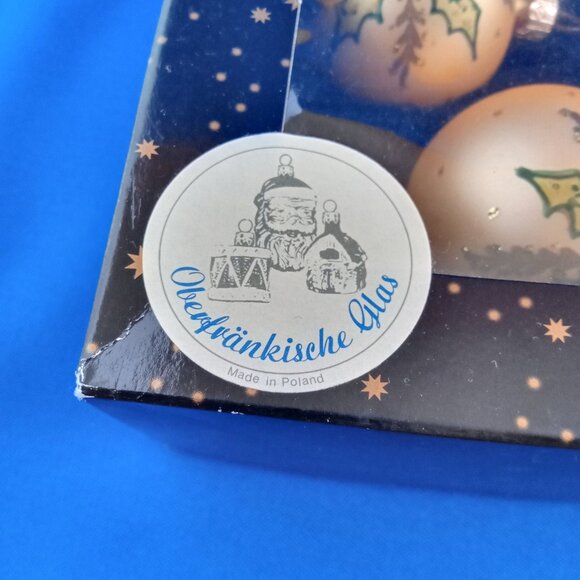 Oberfränkische Glas
Made in Poland